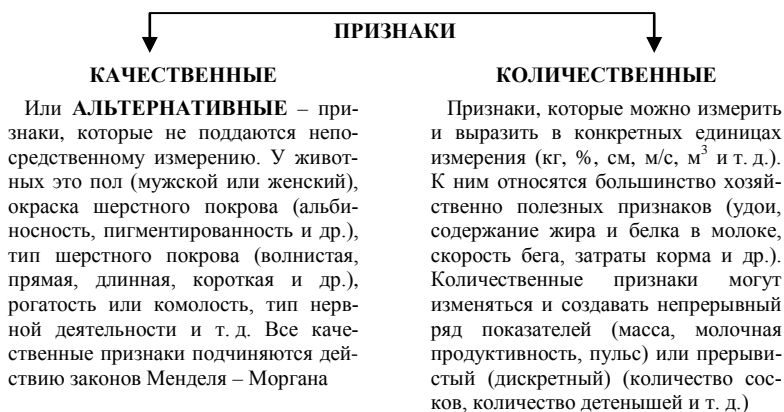 ПРИЗНАКИ
КАЧЕСТВЕННЫЕ
Или АЛЬТЕРНАТИВНЫЕ – при-
знаки, которые не поддаются непо-
средственному измерению. У живот-
ных это пол (мужской или женский),
окраска шерстного покрова (альби-
носность, пигментированность и др.),
тип шерстного покрова (волнистая,
прямая, длинная, короткая и др.),
рогатость или комолость, тип нерв-
ной деятельности и т. д. Все каче-
ственные признаки подчиняются дей-
ствию законов Менделя – Моргана
КОЛИЧЕСТВЕННЫЕ
Признаки, которые можно измерить
и выразить в конкретных единицах
измерения (кг, %, см, м/с, м³ и т. д.).
К ним относятся большинство хозяй-
ственно полезных признаков (удои,
содержание жира и белка в молоке,
скорость бега, затраты корма и др.).
Количественные признаки могут
изменяться и создавать непрерывный
ряд показателей (масса, молочная
продуктивность, пульс) или прерыви-
стый (дискретный) (количество сос-
ков, количество детенышей и т. д.)